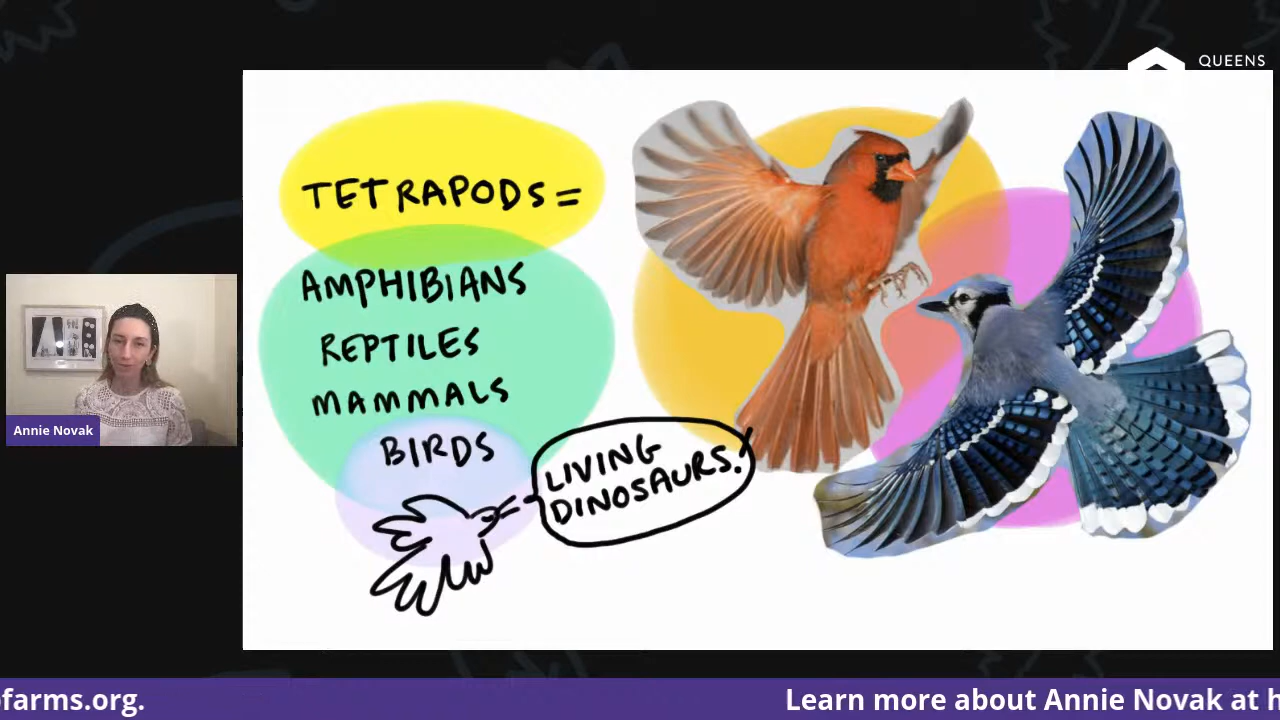 QUEENS
TETRAPODS =
AMPHIBIANS
REPTILES
MAMMALS
BIRDS
LIVING
DINOSAURS!
Annie Novak
farms.org.
Learn more about Annie Novak at h